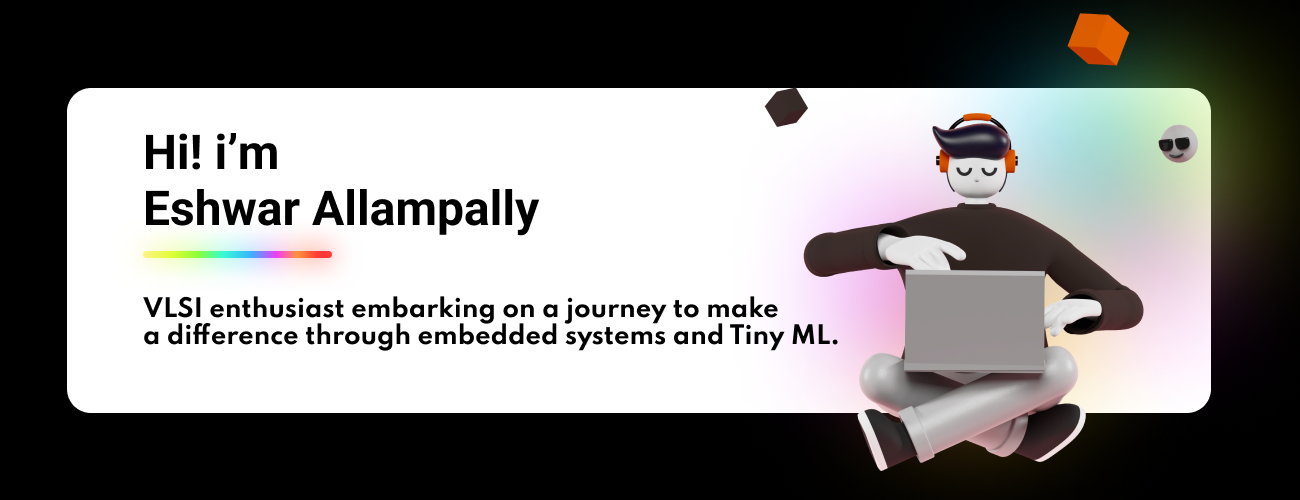 Hi! i’m
Eshwar Allampally
VLSI enthusiast embarking on a journey to make
a difference through embedded systems and Tiny ML.